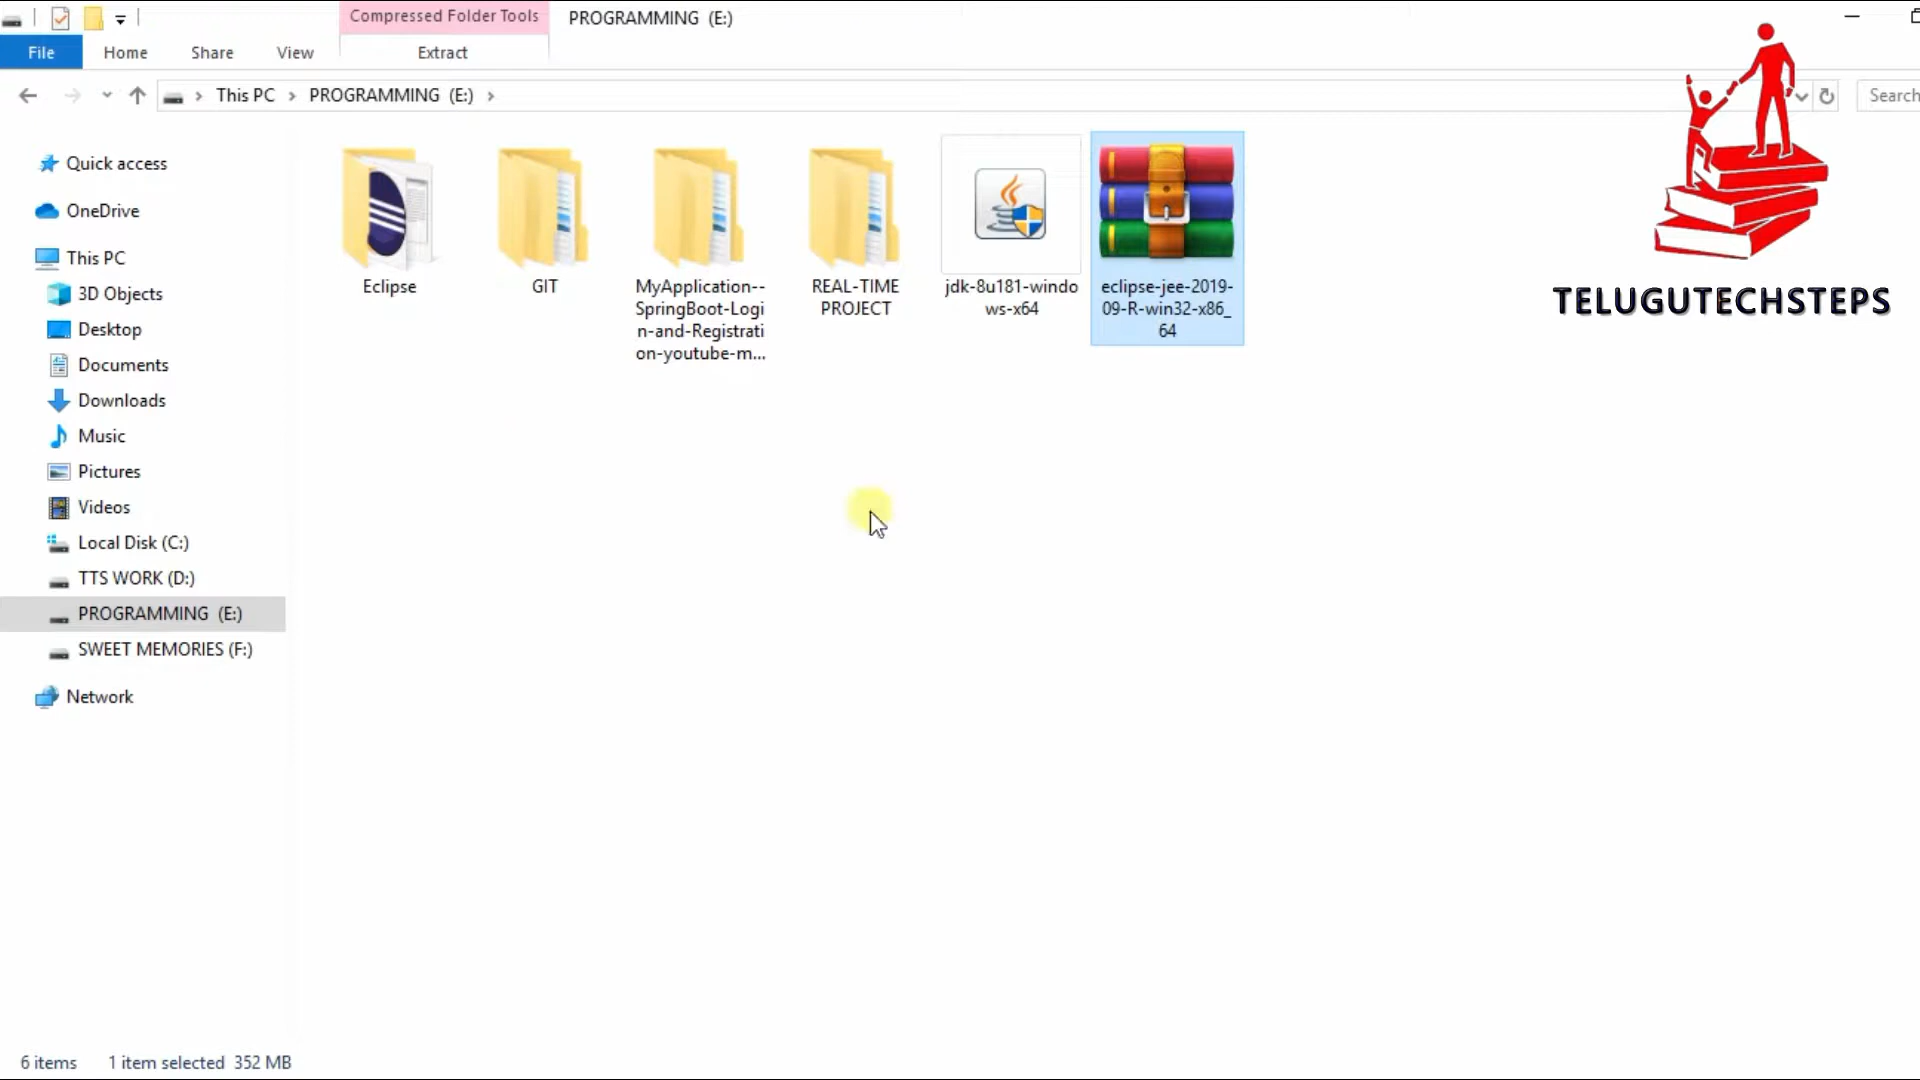 Compressed Folder Tools
PROGRAMMING (E:)
File
Home
Share
View
Extract
This PC
PROGRAMMING (E:)
Search
Quick access
OneDrive
This PC
3D Objects
Desktop
Documents
Downloads
Music
Pictures
Videos
Local Disk (C:)
TTS WORK (D:)
PROGRAMMING (E:)
SWEET MEMORIES (F:)
Network
Eclipse
GIT
MyApplication--
SpringBoot-Logi
n-and-Registrati
on-youtube-m...
REAL-TIME
PROJECT
jdk-8u181-windo
ws-x64
eclipse-jee-2019-
09-R-win32-x86_
64
TELUGUTECHSTEPS
6 items
1 item selected 352 MB